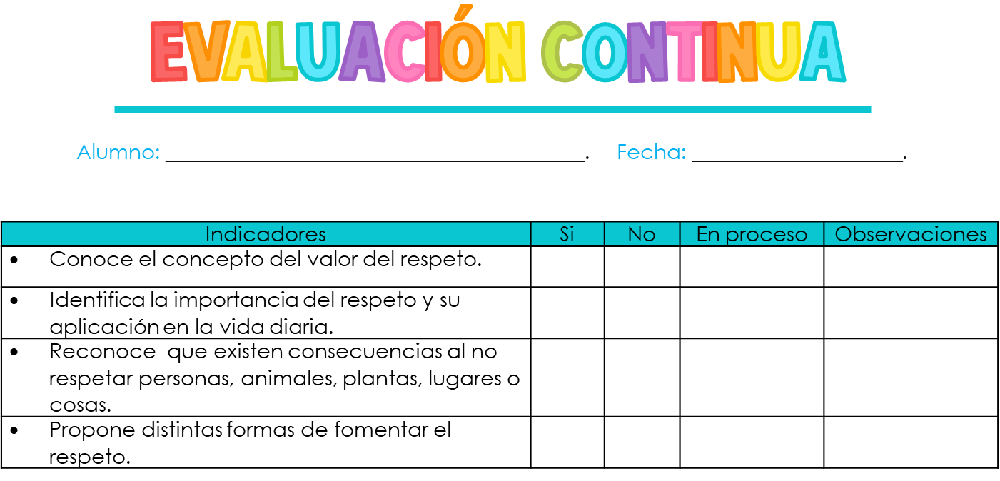 EVALUACIÓN CONTINUA
Alumno: ______________________________________. Fecha: ___________________.
Indicadores Si No En proceso Observaciones
• Conoce el concepto del valor del respeto.
• Identifica la importancia del respeto y su
aplicación en la vida diaria.
• Reconoce que existen consecuencias al no
respetar personas, animales, plantas, lugares o
cosas.
• Propone distintas formas de fomentar el
respeto.